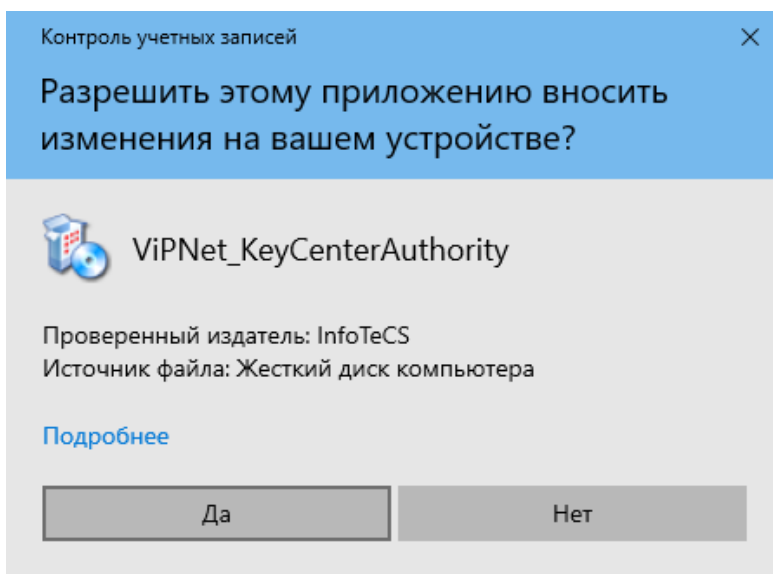 Контроль учетных записей
Разрешить этому приложению вносить
изменения на вашем устройстве?
ViPNet_KeyCenterAuthority
Проверенный издатель: InfoTeCS
Источник файла: Жесткий диск компьютера
Подробнее
Да
Нет